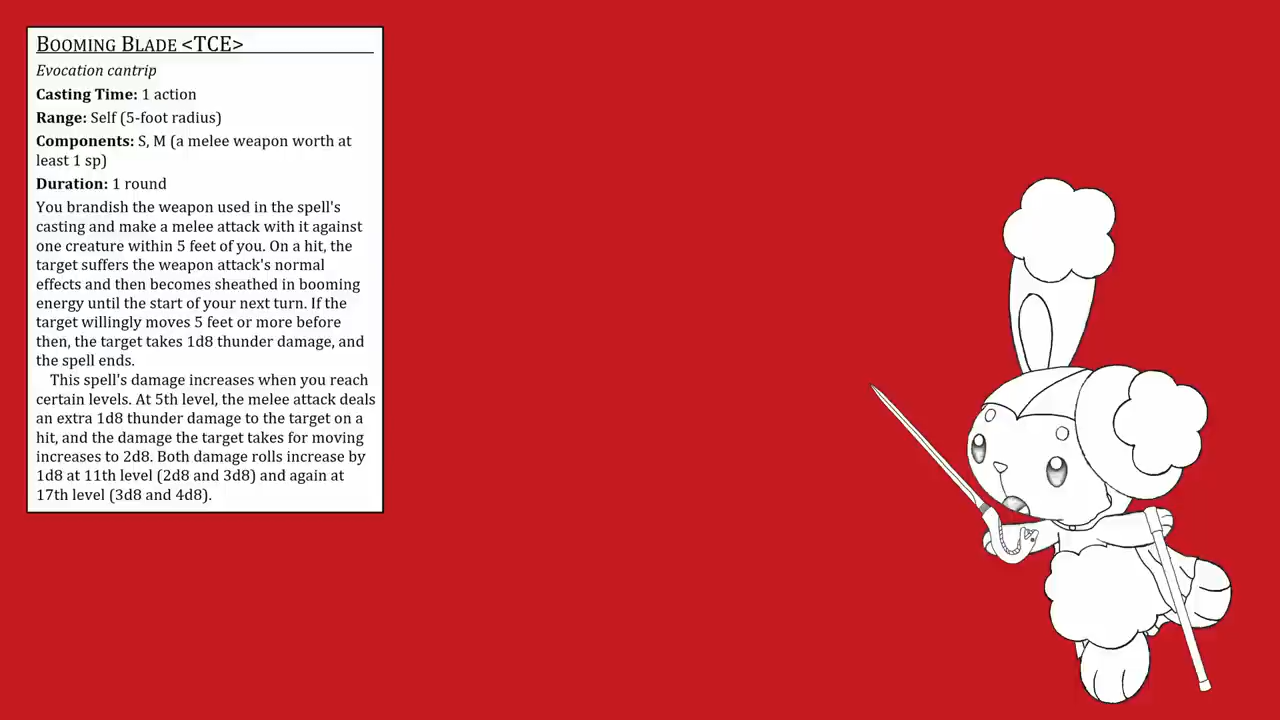 BOOMING BLADE <TCE>
Evocation cantrip
Casting Time: 1 action
Range: Self (5-foot radius)
Components: S, M (a melee weapon worth at
least 1 sp)
Duration: 1 round
You brandish the weapon used in the spell's
casting and make a melee attack with it against
one creature within 5 feet of you. On a hit, the
target suffers the weapon attack's normal
effects and then becomes sheathed in booming
energy until the start of your next turn. If the
target willingly moves 5 feet or more before
then, the target takes 1d8 thunder damage, and
the spell ends.
This spell's damage increases when you reach
certain levels. At 5th level, the melee attack deals
an extra 1d8 thunder damage to the target on a
hit, and the damage the target takes for moving
increases to 2d8. Both damage rolls increase by
1d8 at 11th level (2d8 and 3d8) and again at
17th level (3d8 and 4d8).